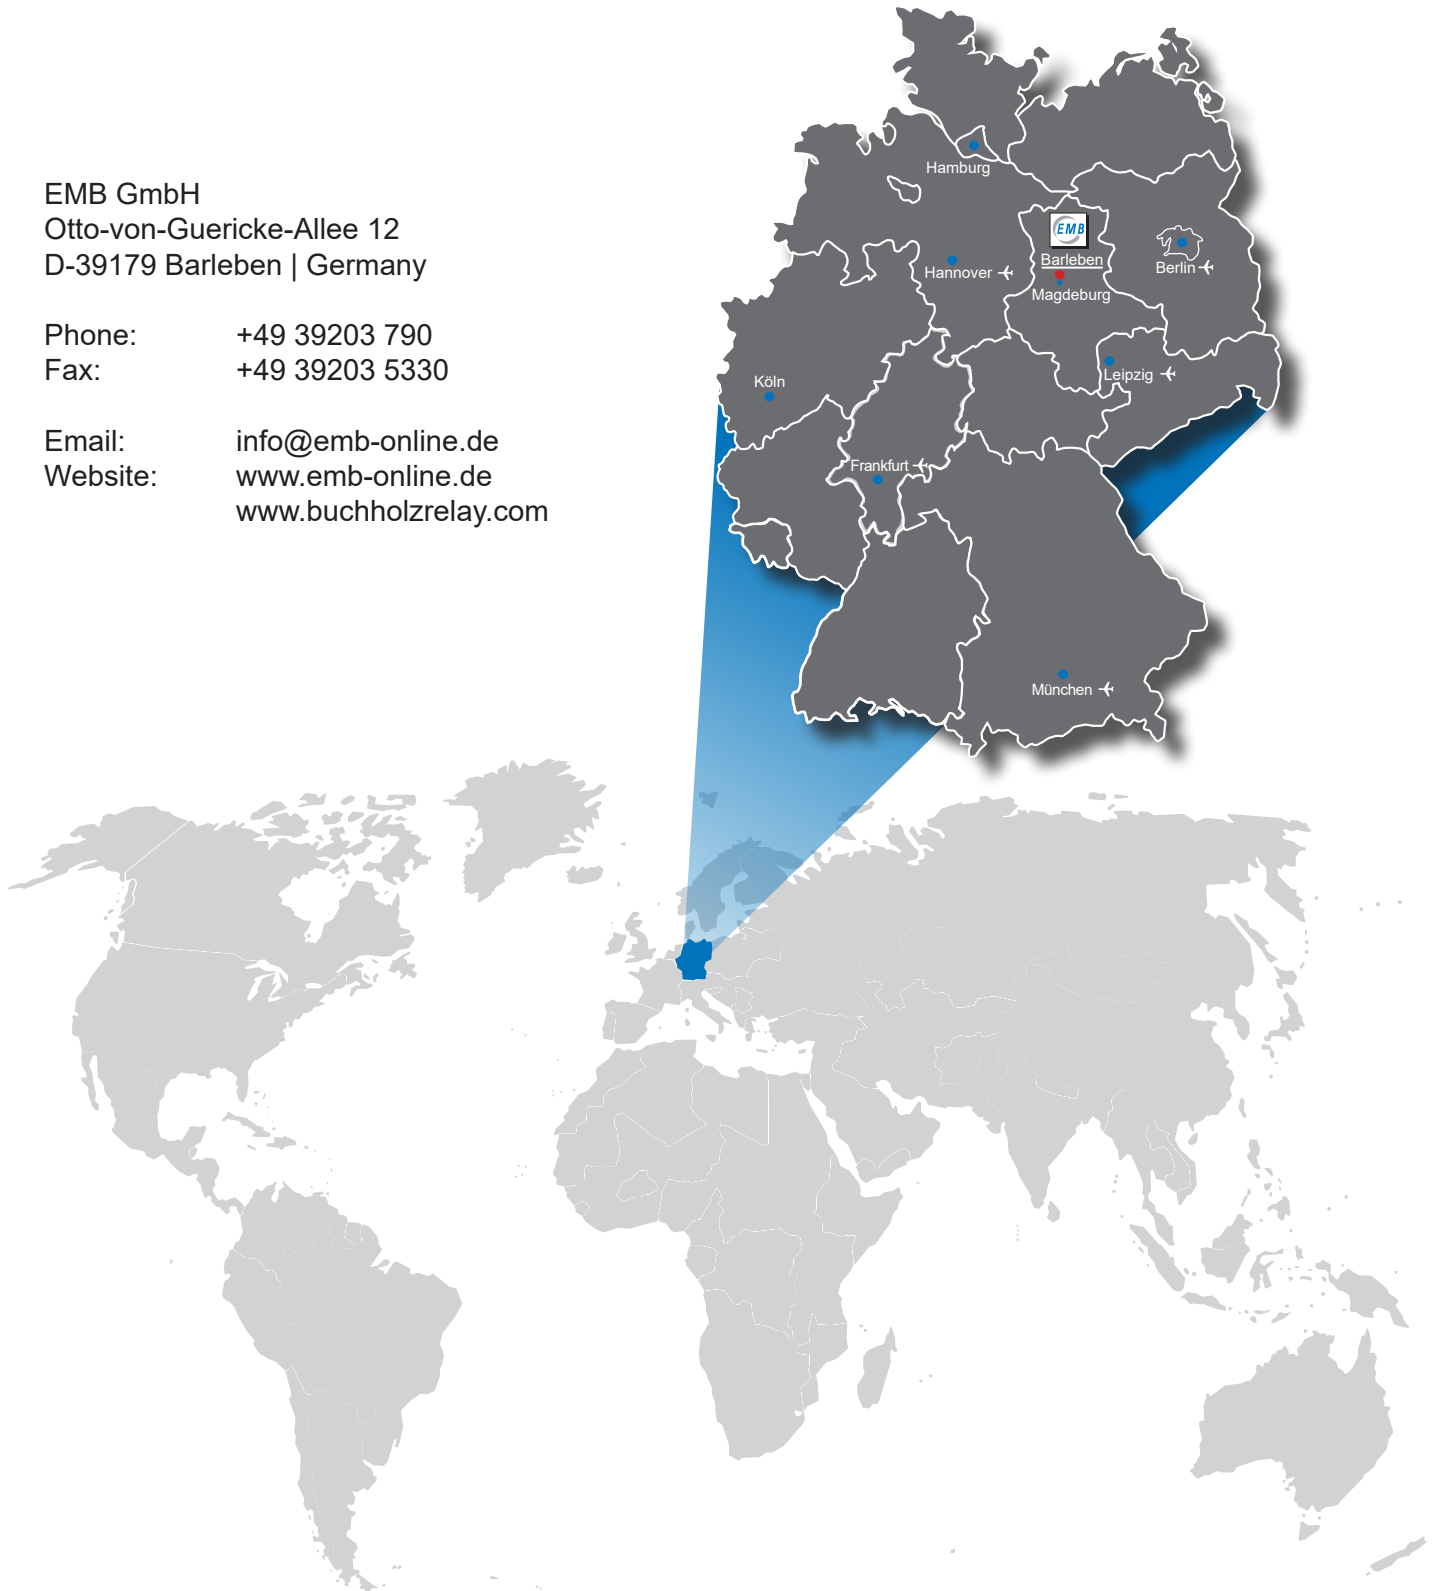 EMB GmbH
Otto-von-Guericke-Allee 12
D-39179 Barleben | Germany
Phone: +49 39203 790
Fax: +49 39203 5330
Email: info@emb-online.de
Website: www.emb-online.de
www.buchholzrelay.com
Hamburg
EMB
Barleben
Berlin
Hannover
Magdeburg
Leipzig
Köln
Frankfurt
München